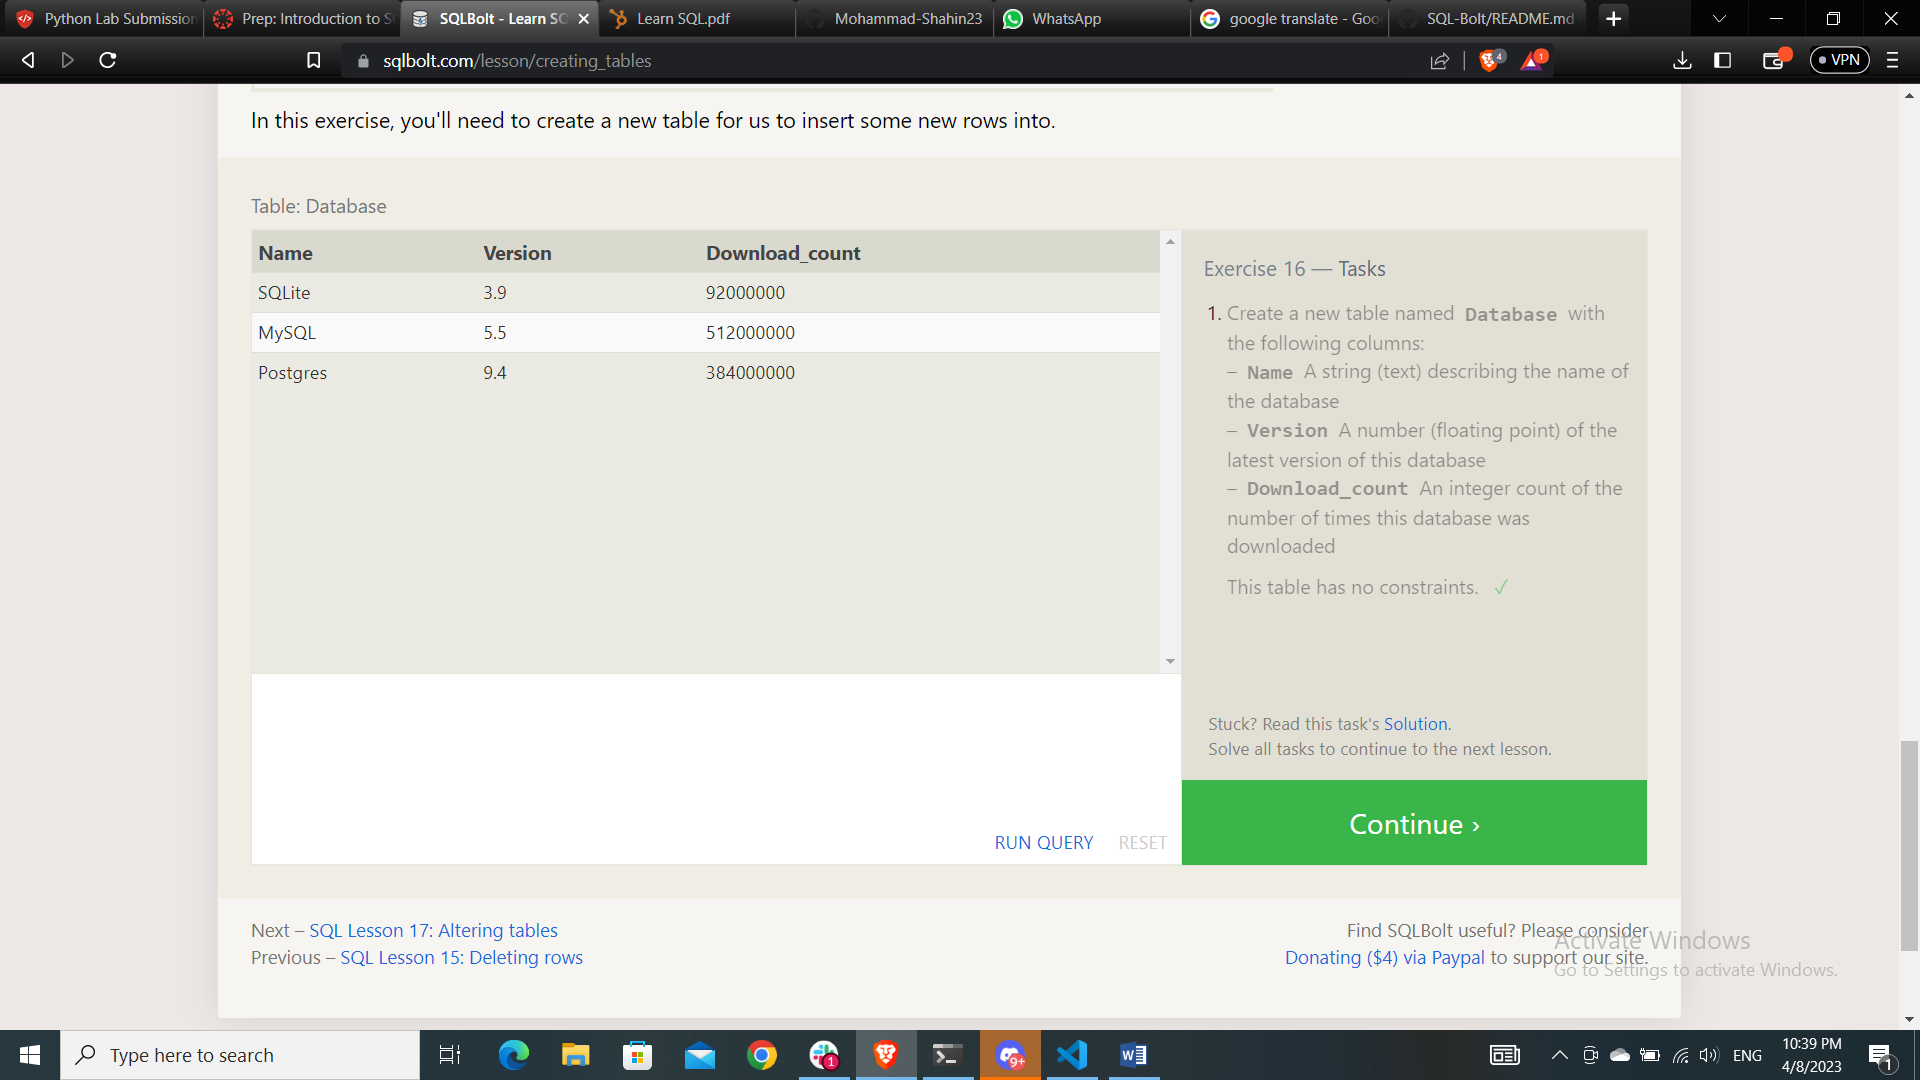 Python Lab Submission
Prep: Introduction to S
SQLBolt - Learn SQ
Learn SQL.pdf
Mohammad-Shahin23
WhatsApp
google translate - Goo
SQL-Bolt/README.md
sqlbolt.com/lesson/creating_tables
4
1
VPN
In this exercise, you'll need to create a new table for us to insert some new rows into.
Table: Database
Name Version Download_count
SQLite 3.9 92000000
MySQL 5.5 512000000
Postgres 9.4 384000000
RUN QUERY RESET
Exercise 16 — Tasks
1. Create a new table named Database with
the following columns:
– Name A string (text) describing the name of
the database
– Version A number (floating point) of the
latest version of this database
– Download_count An integer count of the
number of times this database was
downloaded
This table has no constraints. ✓
Stuck? Read this task's Solution.
Solve all tasks to continue to the next lesson.
Continue ›
Next – SQL Lesson 17: Altering tables
Previous – SQL Lesson 15: Deleting rows
Find SQLBolt useful? Please consider
Donating ($4) via Paypal to support our site.
Activate Windows
Go to Settings to activate Windows.
Type here to search
1
9+
ENG
10:39 PM
4/8/2023
1